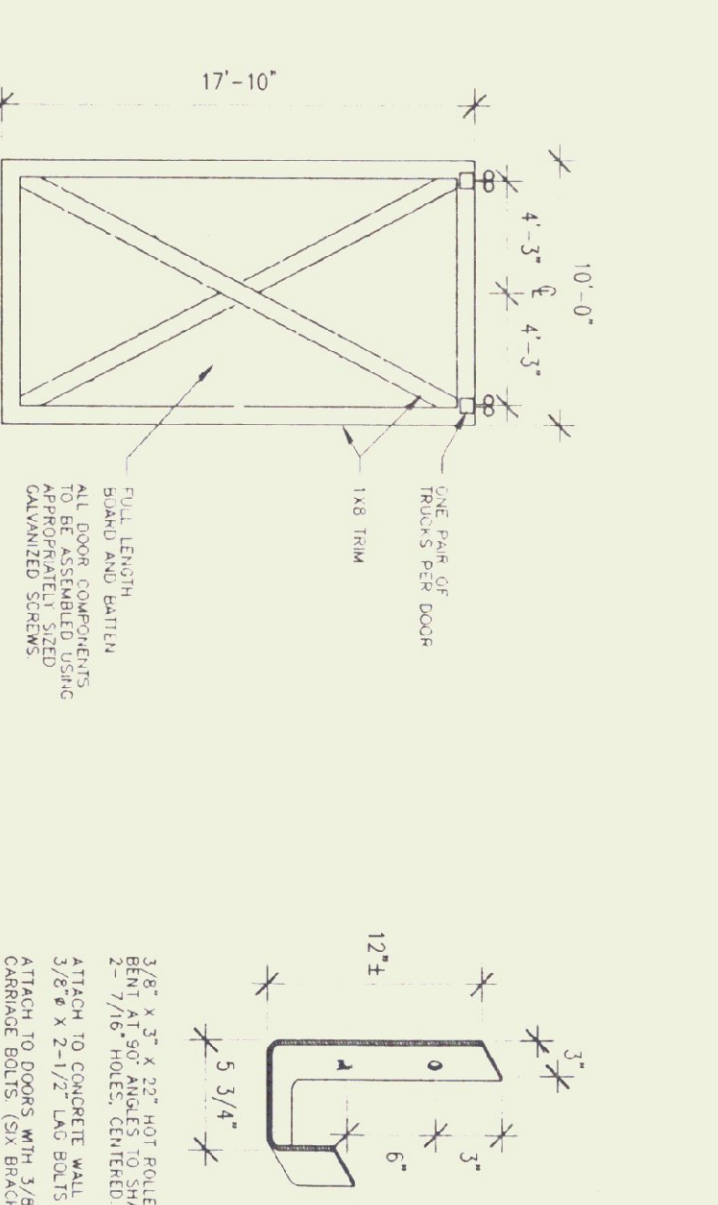 17'-10"
10'-0"
4'-3" ℄ 4'-3"
ONE PAIR OF
TRUCKS PER DOOR
1X8 TRIM
FULL LENGTH
BOARD AND BATTEN
ALL DOOR COMPONENTS
TO BE ASSEMBLED USING
APPROPRIATELY SIZED
GALVANIZED SCREWS.
12"±
3"
3"
6"
5 3/4"
3/8" X 3" X 22" HOT ROLLE
BENT AT 90° ANGLES TO SHA
2- 7/16" HOLES, CENTERED.
ATTACH TO CONCRETE WALL
3/8"ø X 2-1/2" LAG BOLTS
ATTACH TO DOORS WITH 3/8
CARRIAGE BOLTS. (SIX BRACK